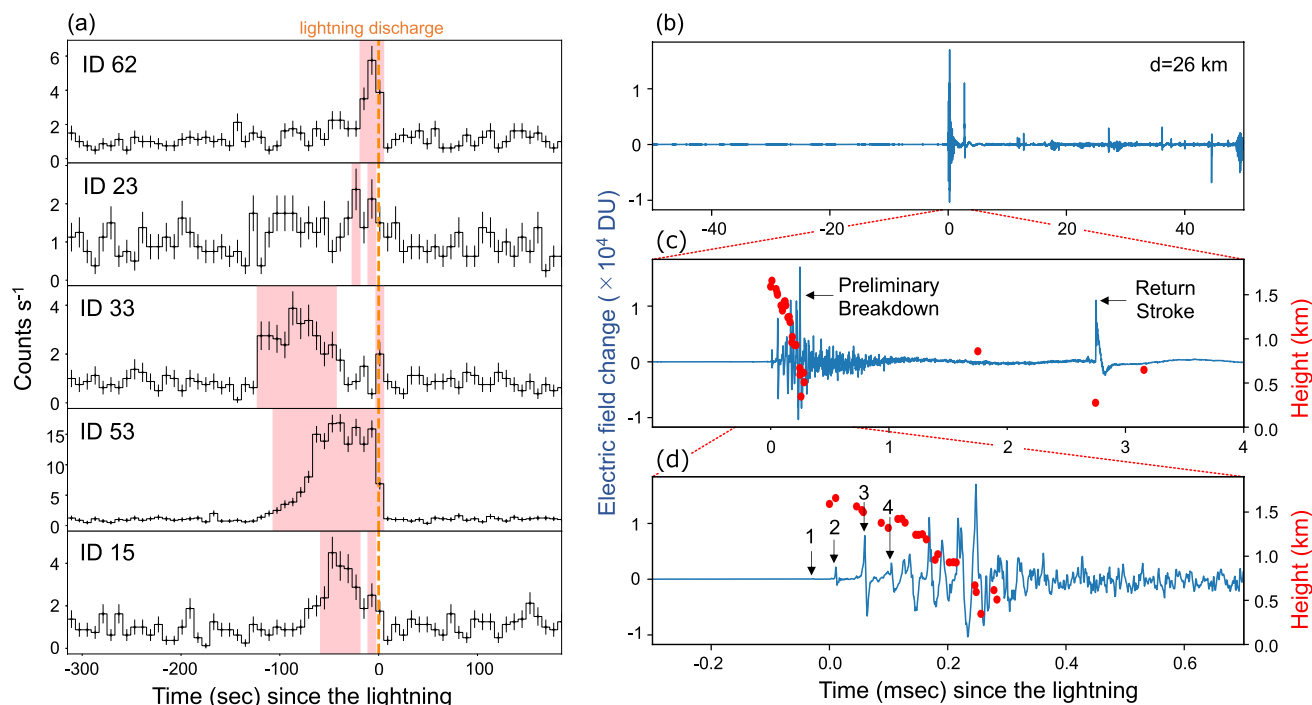 (a)
lightning discharge
ID 62
6
4
2
0
ID 23
2
1
0
ID 33
4
2
0
ID 53
15
10
5
0
ID 15
4
2
0
Counts s⁻¹
-300 -200 -100 0 100
Time (sec) since the lightning
(b)
d=26 km
1
0
-1
-40 -20 0 20 40
(c)
Preliminary
Breakdown
Return
Stroke
1
0
-1
1.5
1.0
0.5
0.0
Height (km)
0 1 2 3 4
Electric field change (×10⁴ DU)
(d)
1 2 3 4
1
0
-1
1.5
1.0
0.5
0.0
Height (km)
-0.2 0.0 0.2 0.4 0.6
Time (msec) since the lightning